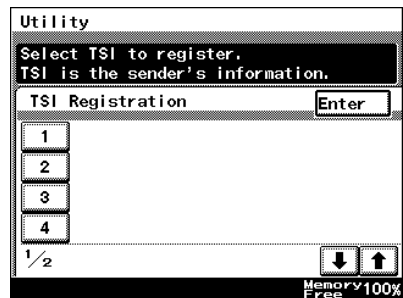 Utility
Select TSI to register.
TSI is the sender's information.
TSI Registration
Enter
1
2
3
4
1/2
Memory Free 100%